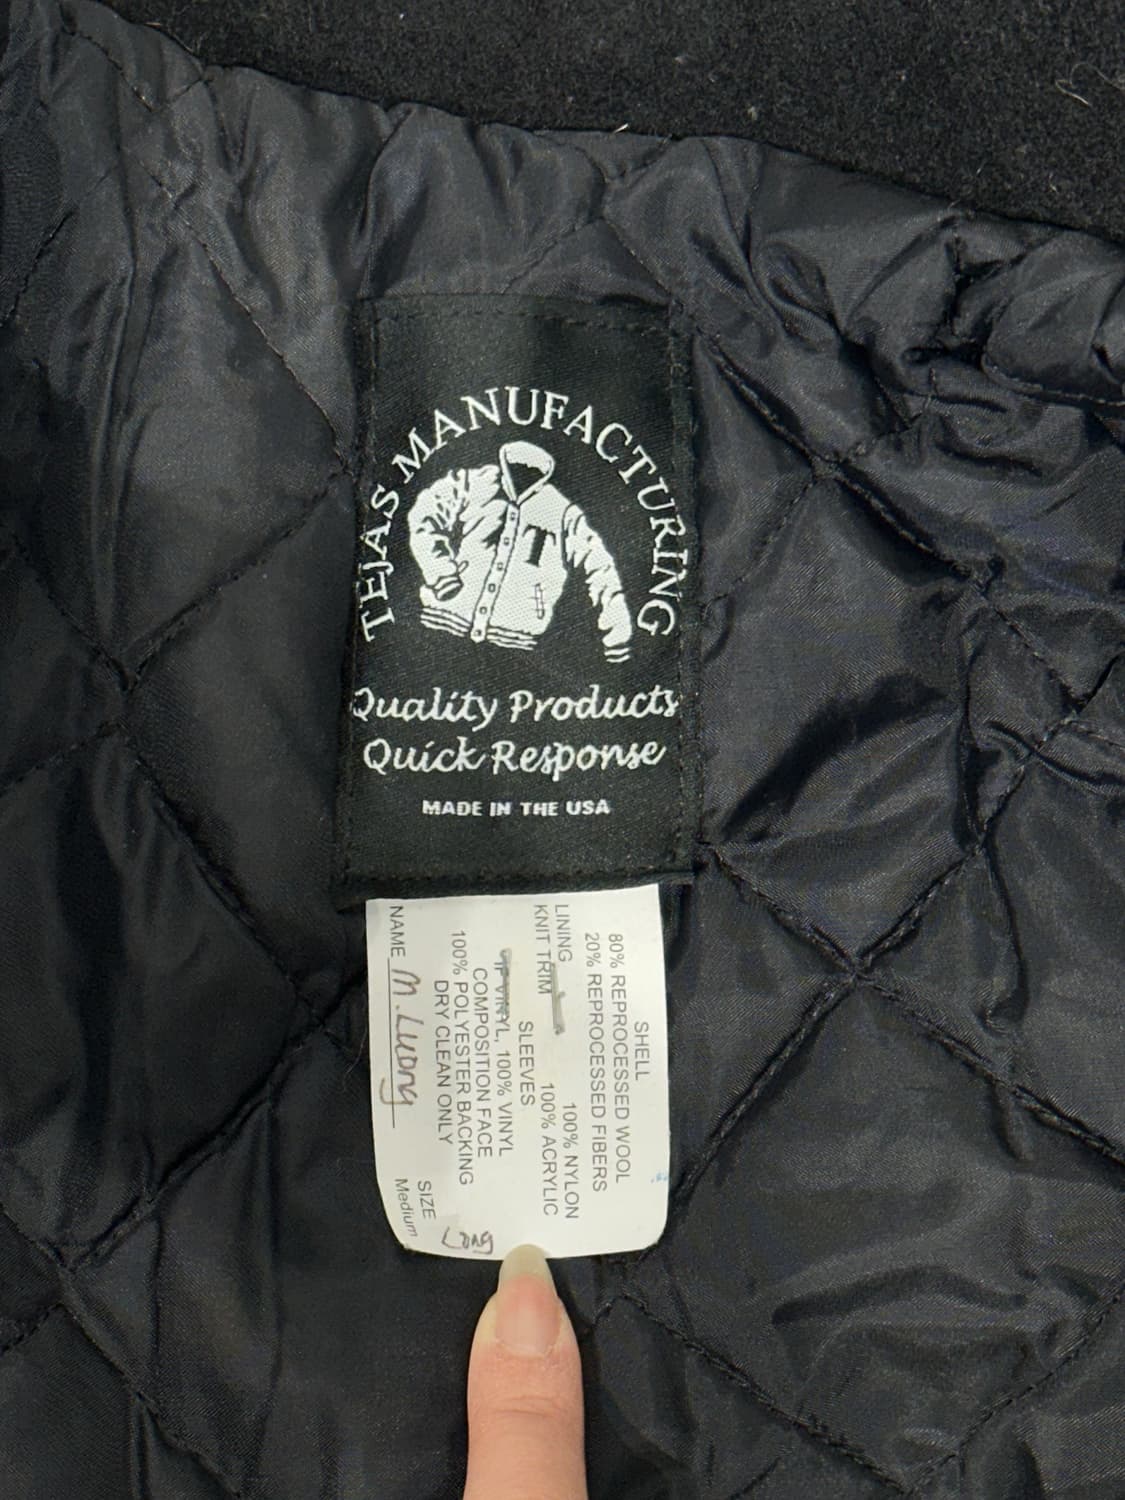 TEJAS MANUFACTURING
T
Quality Products
Quick Response
MADE IN THE USA
SHELL
80% REPROCESSED WOOL
20% REPROCESSED FIBERS
LINING 100% NYLON
KNIT TRIM 100% ACRYLIC
SLEEVES
IF VINYL, 100% VINYL
COMPOSITION FACE
100% POLYESTER BACKING
DRY CLEAN ONLY
NAME M. Luong
SIZE
Medium
Long